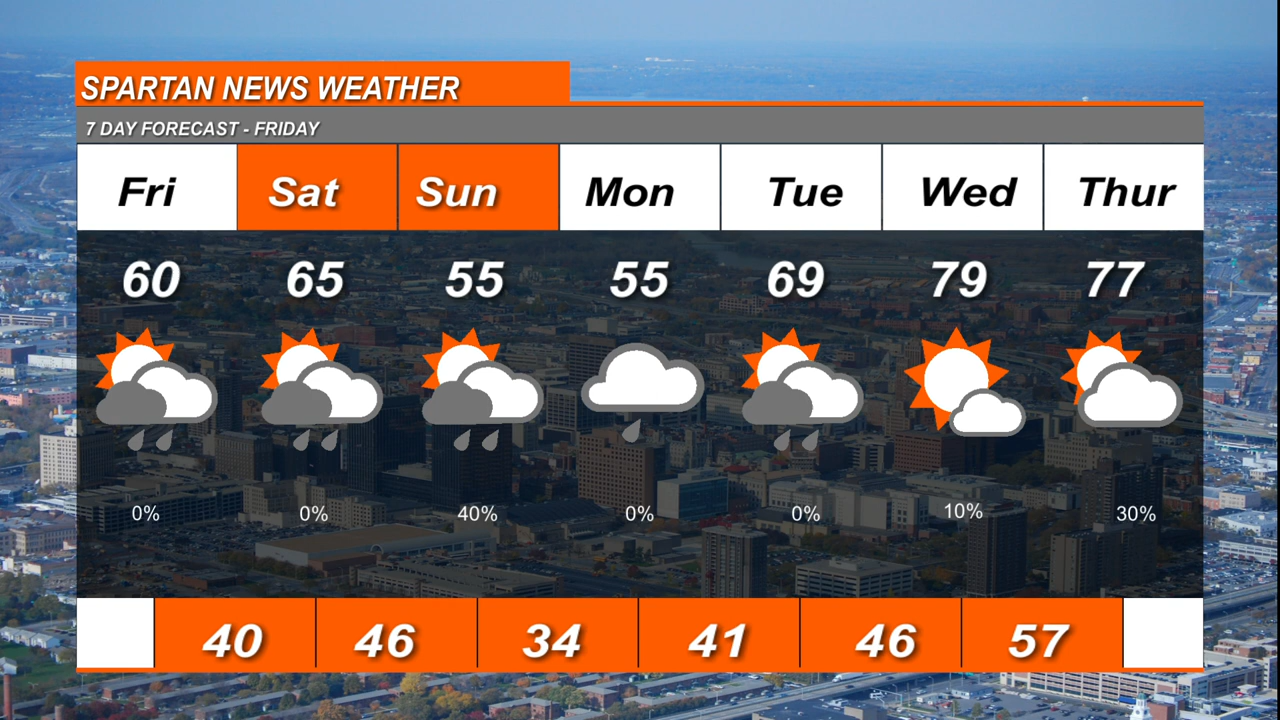 SPARTAN NEWS WEATHER
7 DAY FORECAST - FRIDAY
Fri Sat Sun Mon Tue Wed Thur
60 65 55 55 69 79 77
0% 0% 40% 0% 0% 10% 30%
40 46 34 41 46 57